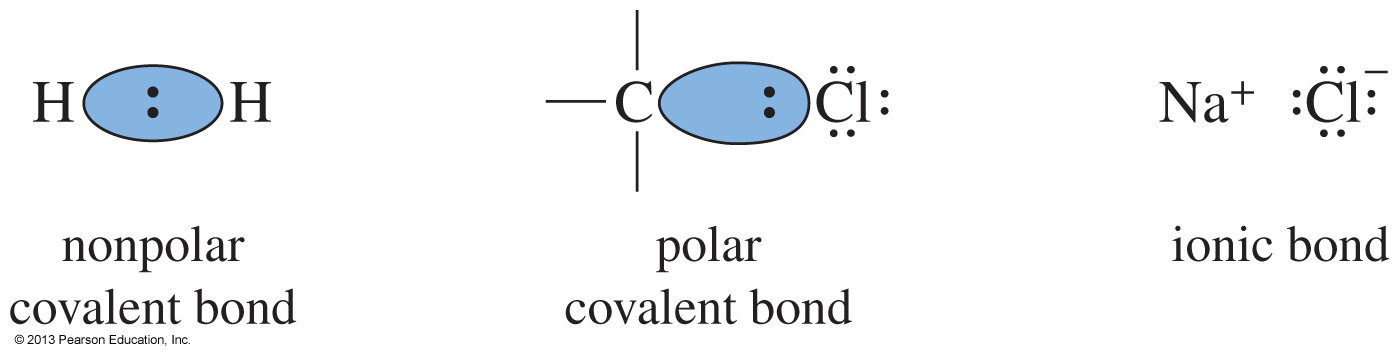 H : H
C : Cl :
Na+ :Cl:−
nonpolar
covalent bond
polar
covalent bond
ionic bond
© 2013 Pearson Education, Inc.